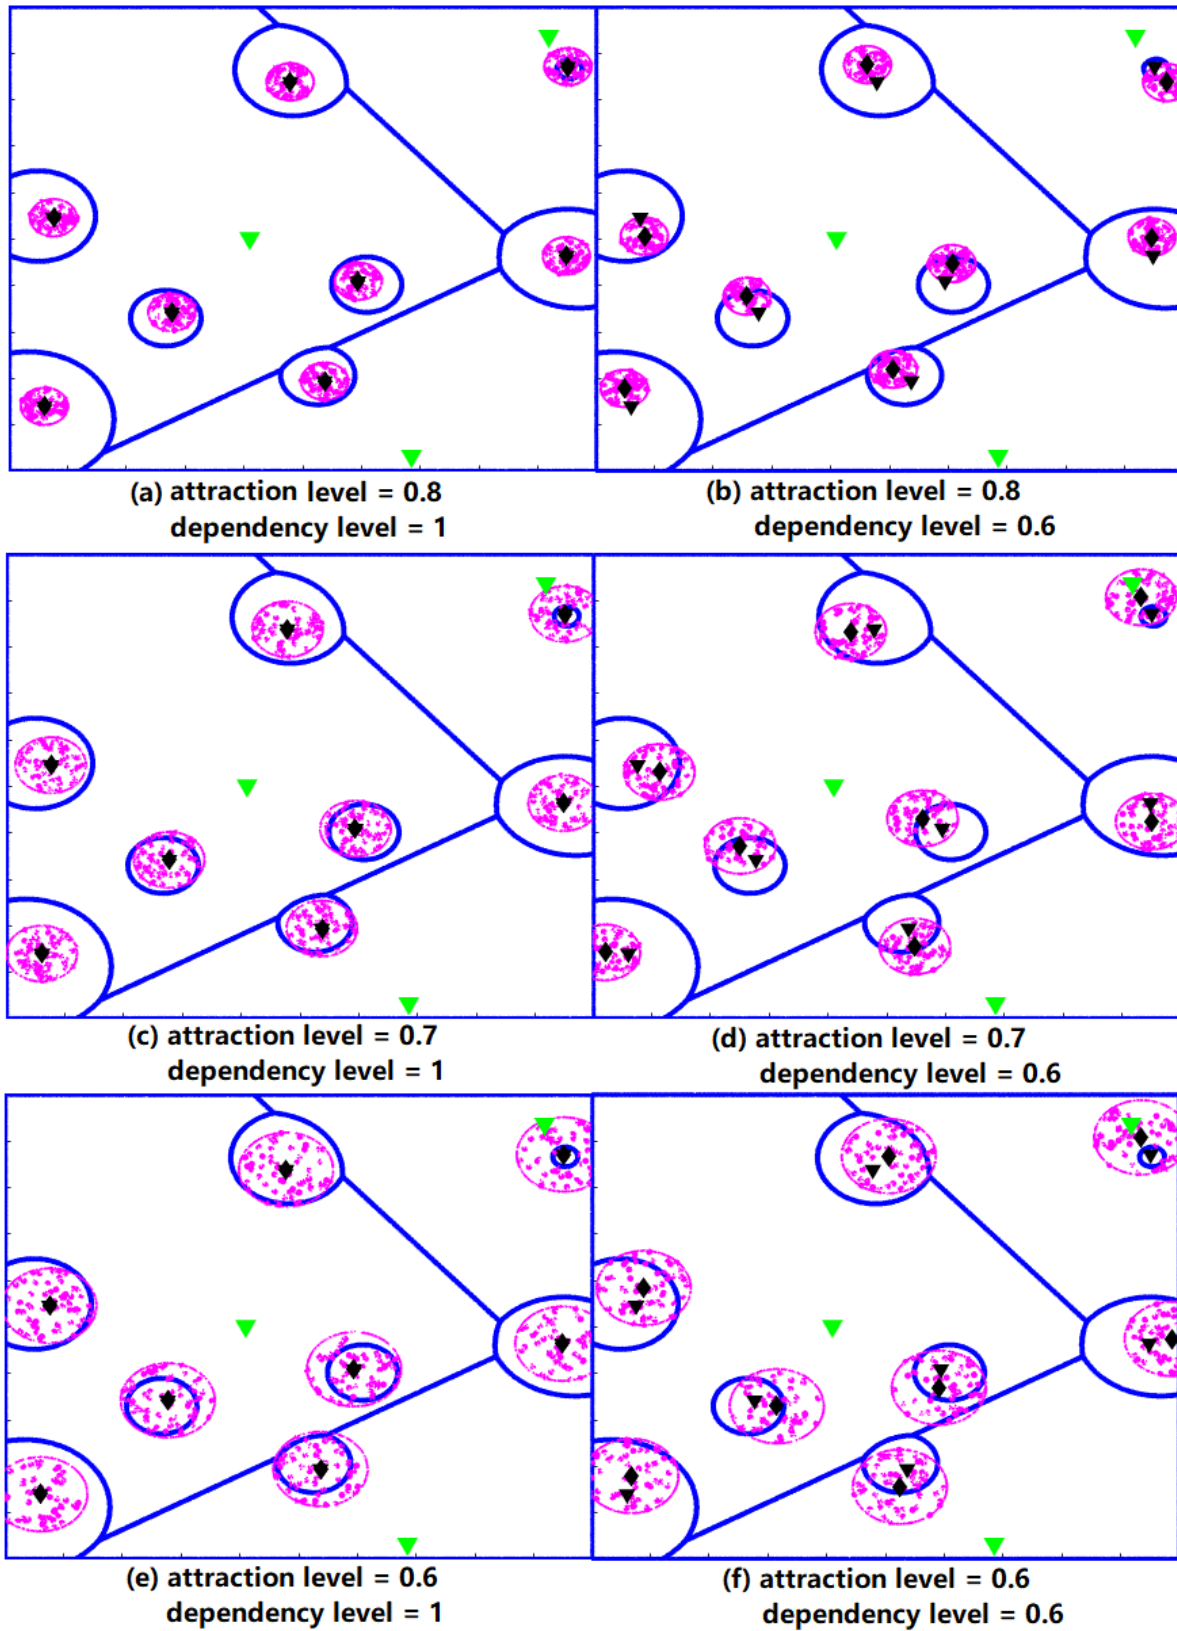 (a) attraction level = 0.8
dependency level = 1
(b) attraction level = 0.8
dependency level = 0.6
(c) attraction level = 0.7
dependency level = 1
(d) attraction level = 0.7
dependency level = 0.6
(e) attraction level = 0.6
dependency level = 1
(f) attraction level = 0.6
dependency level = 0.6